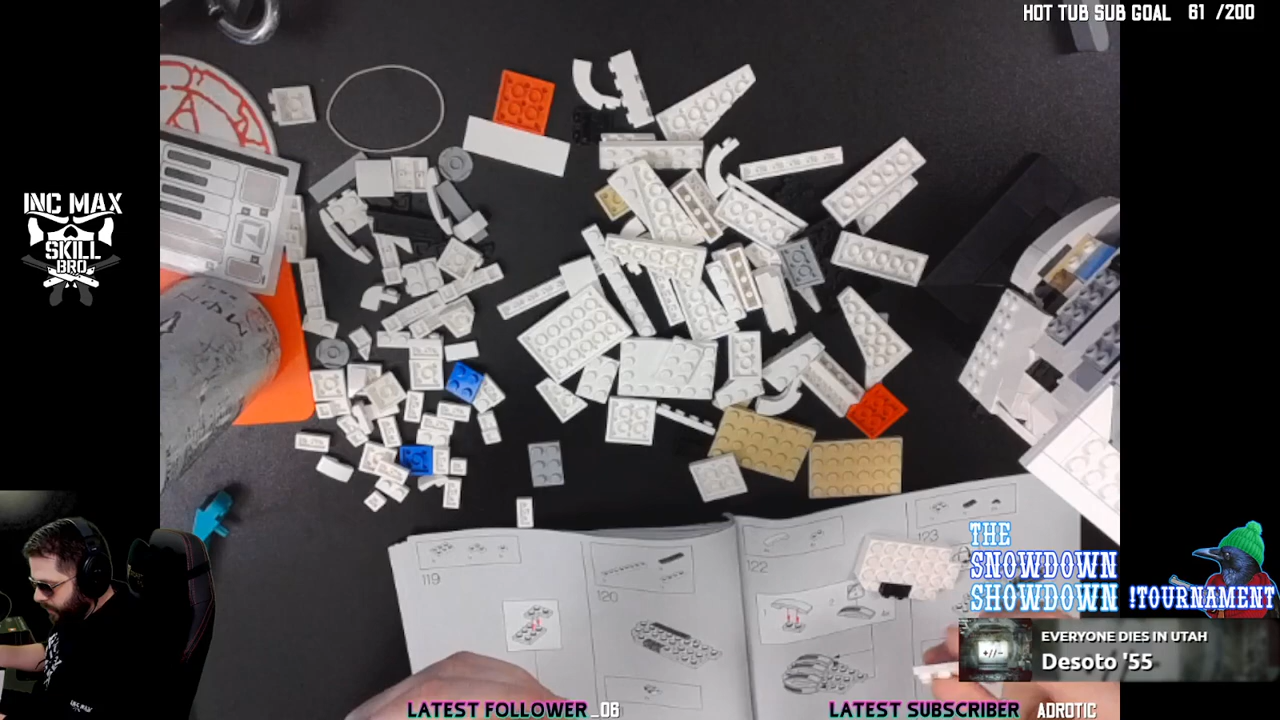 HOT TUB SUB GOAL 61 /200
INC MAX
SKILL
BRO
119
120
122
123
THE
SNOWDOWN
SHOWDOWN !TOURNAMENT
+//-
EVERYONE DIES IN UTAH
Desoto '55
LATEST FOLLOWER _06
LATEST SUBSCRIBER ADROTIC